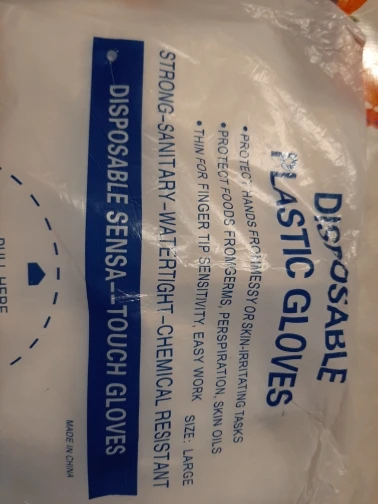 DISPOSABLE
PLASTIC GLOVES
•PROTECT HANDS FROM MESSY OR SKIN-IRRITATING TASKS
•PROTECT FOODS FROM GERMS, PERSPIRATION, SKIN OILS
•THIN FOR FINGER TIP SENSITIVITY, EASY WORK SIZE: LARGE
STRONG-SANITARY-WATERTIGHT-CHEMICAL RESISTANT
DISPOSABLE SENSA-TOUCH GLOVES
MADE IN CHINA
PULL HERE